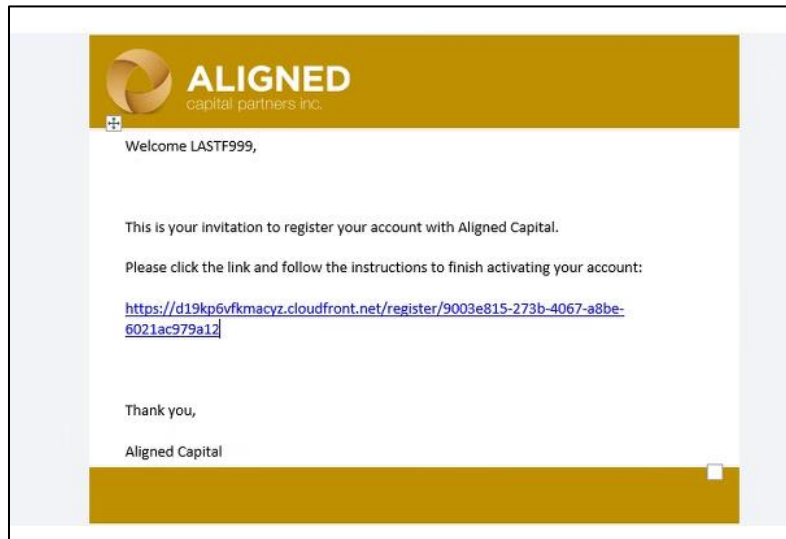 ALIGNED
capital partners inc.
Welcome LASTF999,
This is your invitation to register your account with Aligned Capital.
Please click the link and follow the instructions to finish activating your account:
https://d19kp6vfkmacyz.cloudfront.net/register/9003e815-273b-4067-a8be-
6021ac979a12
Thank you,
Aligned Capital